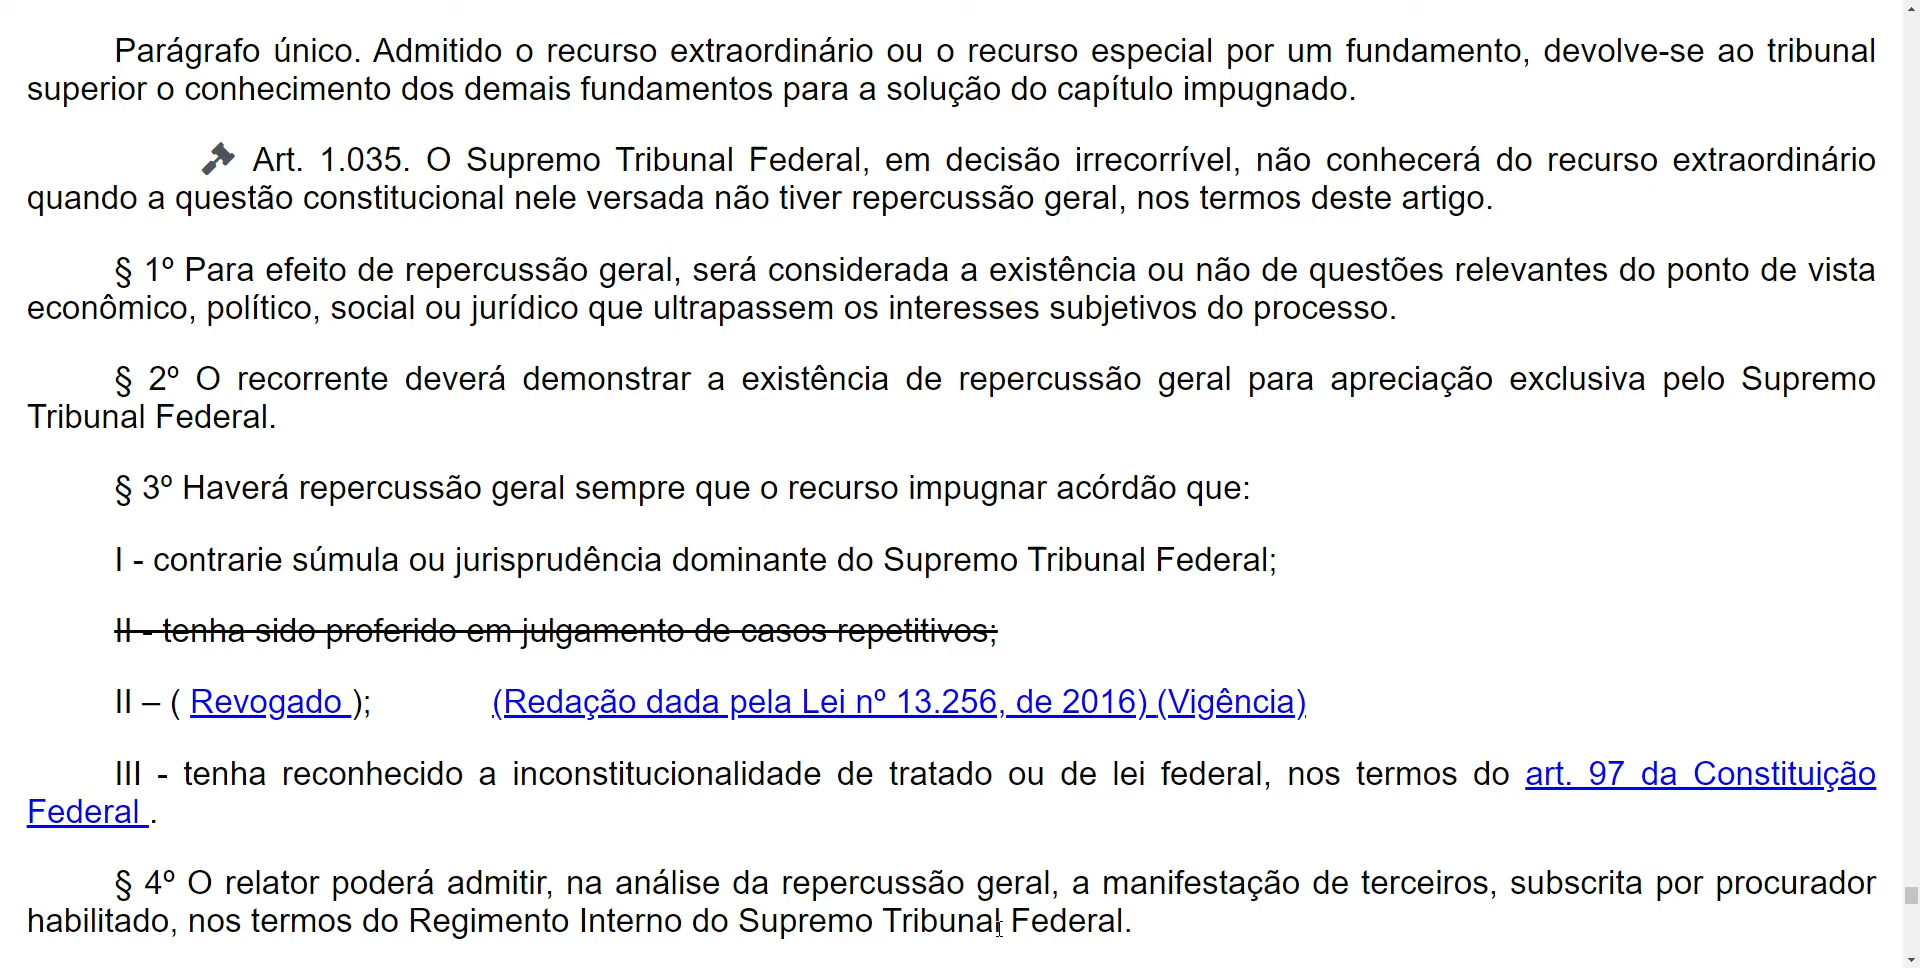 Parágrafo único. Admitido o recurso extraordinário ou o recurso especial por um fundamento, devolve-se ao tribunal
superior o conhecimento dos demais fundamentos para a solução do capítulo impugnado.
Art. 1.035. O Supremo Tribunal Federal, em decisão irrecorrível, não conhecerá do recurso extraordinário
quando a questão constitucional nele versada não tiver repercussão geral, nos termos deste artigo.
§ 1º Para efeito de repercussão geral, será considerada a existência ou não de questões relevantes do ponto de vista
econômico, político, social ou jurídico que ultrapassem os interesses subjetivos do processo.
§ 2º O recorrente deverá demonstrar a existência de repercussão geral para apreciação exclusiva pelo Supremo
Tribunal Federal.
§ 3º Haverá repercussão geral sempre que o recurso impugnar acórdão que:
I - contrarie súmula ou jurisprudência dominante do Supremo Tribunal Federal;
II - tenha sido proferido em julgamento de casos repetitivos;
II – ( Revogado ); (Redação dada pela Lei nº 13.256, de 2016) (Vigência)
III - tenha reconhecido a inconstitucionalidade de tratado ou de lei federal, nos termos do art. 97 da Constituição
Federal .
§ 4º O relator poderá admitir, na análise da repercussão geral, a manifestação de terceiros, subscrita por procurador
habilitado, nos termos do Regimento Interno do Supremo Tribunal Federal.